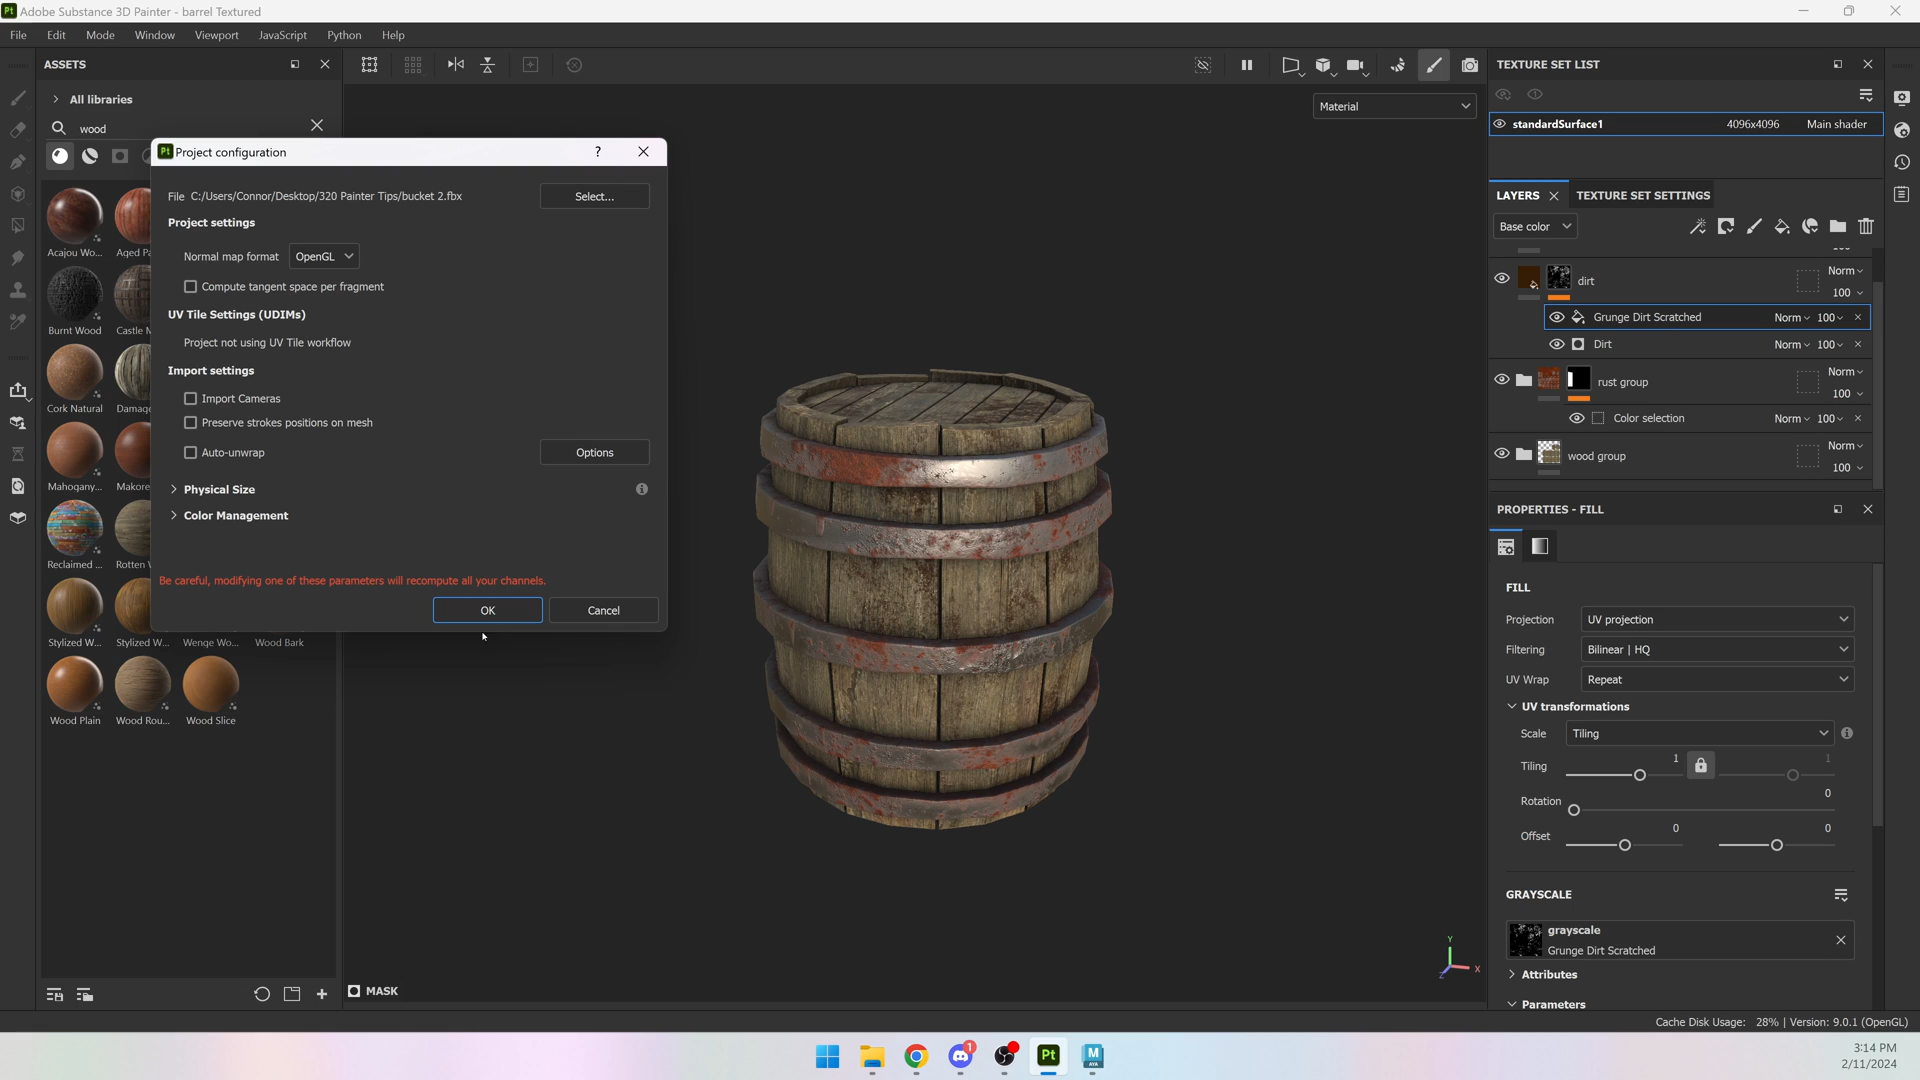 Pt Adobe Substance 3D Painter - barrel Textured
File Edit Mode Window Viewport JavaScript Python Help
ASSETS
All libraries
wood
Acajou Wo...
Aged Pa
Burnt Wood
Castle M
Cork Natural
Damage
Mahogany...
Makore
Reclaimed ...
Rotten W
Stylized W...
Stylized W...
Wenge Wo...
Wood Bark
Wood Plain
Wood Rou...
Wood Slice
Pt Project configuration
?
File C:/Users/Connor/Desktop/320 Painter Tips/bucket 2.fbx
Select...
Project settings
Normal map format OpenGL
Compute tangent space per fragment
UV Tile Settings (UDIMs)
Project not using UV Tile workflow
Import settings
Import Cameras
Preserve strokes positions on mesh
Auto-unwrap
Options
Physical Size
Color Management
Be careful, modifying one of these parameters will recompute all your channels.
OK
Cancel
Material
MASK
Y
X
Z
TEXTURE SET LIST
standardSurface1 4096x4096 Main shader
LAYERS
TEXTURE SET SETTINGS
Base color
dirt
Norm
100
Grunge Dirt Scratched Norm 100
Dirt Norm 100
rust group
Norm
100
Color selection Norm 100
wood group
Norm
100
PROPERTIES - FILL
FILL
Projection UV projection
Filtering Bilinear | HQ
UV Wrap Repeat
UV transformations
Scale Tiling
Tiling 1 1
Rotation 0
Offset 0 0
GRAYSCALE
grayscale
Grunge Dirt Scratched
Attributes
Parameters
Cache Disk Usage: 28% | Version: 9.0.1 (OpenGL)
1
Pt
M
AYA
3:14 PM
2/11/2024